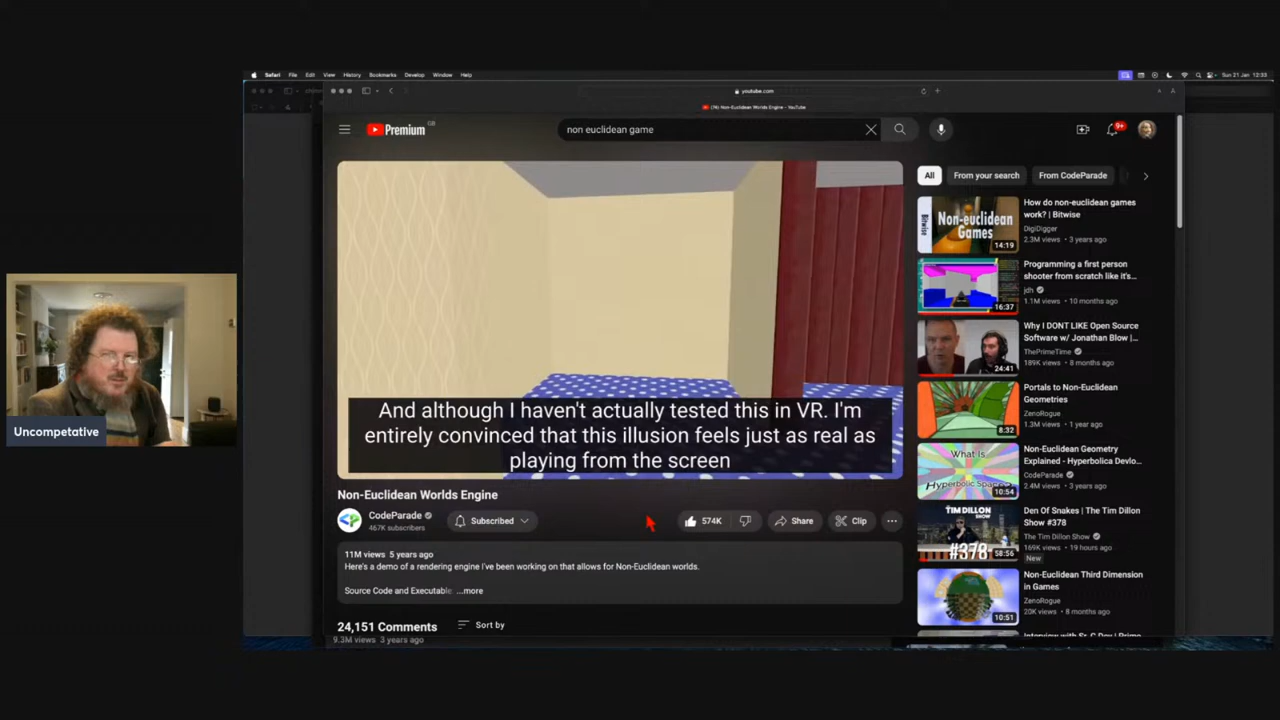 Safari File Edit View History Bookmarks Develop Window Help
Sun 21 Jan 12:33
youtube.com
(76) Non-Euclidean Worlds Engine - YouTube
Premium GB
non euclidean game
9+
All
From your search
From CodeParade
And although I haven't actually tested this in VR. I'm
entirely convinced that this illusion feels just as real as
playing from the screen
Uncompetative
Non-Euclidean Worlds Engine
CodeParade
467K subscribers
Subscribed
574K
Share
Clip
11M views 5 years ago
Here's a demo of a rendering engine I've been working on that allows for Non-Euclidean worlds.
Source Code and Executable: ...more
24,151 Comments
Sort by
9.3M views 3 years ago
Bitwise
Non-euclidean
Games
14:19
How do non-euclidean games
work? | Bitwise
DigiDigger
2.3M views • 3 years ago
16:37
Programming a first person
shooter from scratch like it's...
jdh
1.1M views • 10 months ago
24:41
Why I DONT LIKE Open Source
Software w/ Jonathan Blow |...
ThePrimeTime
189K views • 8 months ago
8:32
Portals to Non-Euclidean
Geometries
ZenoRogue
1.3M views • 1 year ago
What Is
Hyperbolic Space
10:54
Non-Euclidean Geometry
Explained - Hyperbolica Devlo...
CodeParade
2.4M views • 3 years ago
TIM DILLON
SHOW
#378
58:56
Den Of Snakes | The Tim Dillon
Show #378
The Tim Dillon Show
169K views • 19 hours ago
New
10:51
Non-Euclidean Third Dimension
in Games
ZenoRogue
20K views • 8 months ago